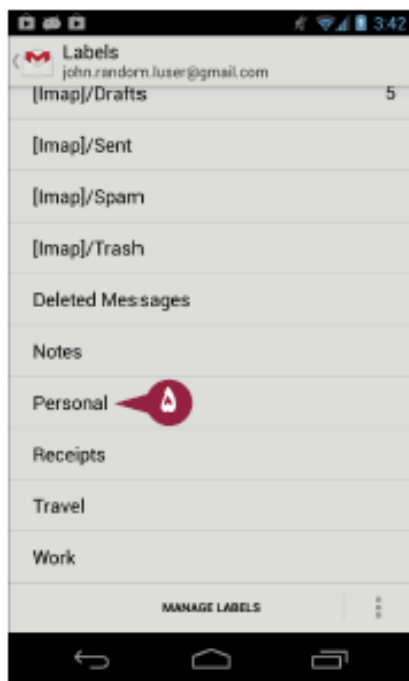 3:42
Labels
john.random.luser@gmail.com
[Imap]/Drafts 5
[Imap]/Sent
[Imap]/Spam
[Imap]/Trash
Deleted Messages
Notes
Personal ۵
Receipts
Travel
Work
MANAGE LABELS